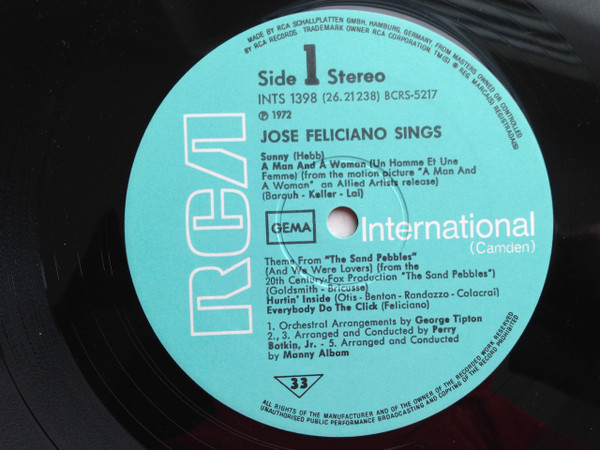 MADE BY RCA SCHALLPLATTEN GMBH, HAMBURG, GERMANY FROM MASTERS OWNED OR CONTROLLED
BY RCA RECORDS TRADEMARK OWNER RCA CORPORATION, TM(S) ® REG. MARCA(S) REGISTRADA(S)
Side 1 Stereo
INTS 1398 (26.21238) BCRS-5217
℗ 1972
JOSE FELICIANO SINGS
Sunny (Hebb)
A Man And A Woman (Un Homme Et Une
Femme) (from the motion picture "A Man And
A Woman" an Allied Artists release)
(Barouh - Keller - Lai)
RCA
GEMA
International
(Camden)
Theme From "The Sand Pebbles"
(And We Were Lovers) (from the
20th Century-Fox Production "The Sand Pebbles")
(Goldsmith - Bricusse)
Hurtin' Inside (Otis - Benton - Randazzo - Colacrai)
Everybody Do The Click (Feliciano)
1. Orchestral Arrangements by George Tipton
2., 3. Arranged and Conducted by Perry
Botkin, Jr. - 5. Arranged and Conducted
by Manny Albam
33
ALL RIGHTS OF THE MANUFACTURER AND OF THE OWNER OF THE RECORDED WORK RESERVED
UNAUTHORISED PUBLIC PERFORMANCE BROADCASTING AND COPYING OF THE RECORD PROHIBITED